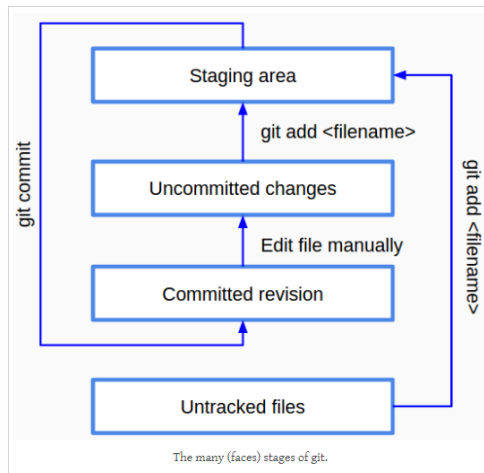 Staging area
git add <filename>
Uncommitted changes
Edit file manually
Committed revision
Untracked files
git commit
git add <filename>
The many (faces) stages of git.